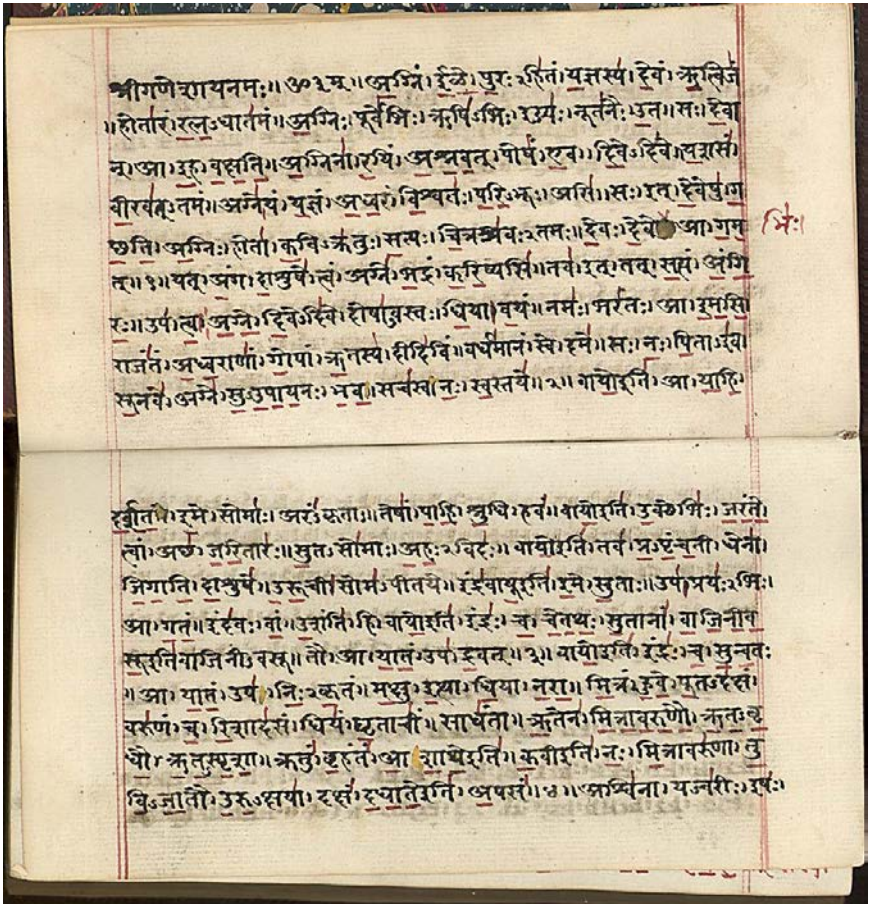 श्रीगणेशायनमः॥ॐ३म्॥अग्निं।ईळे।पुरःऽहितं।यज्ञस्य।देवं।ऋत्विजं
॥होतारं।रत्नऽधातमं॥अग्निः।पूर्वेभिः।ऋषिऽभिः।ईड्यः।नूतनैः।उत॥सः।देवा
न्।आ।इह।वक्षति॥अग्निना।रयिं।अश्नवत्।पोषं।एव।दिवेऽदिवे॥यशसं
वीरवत्ऽतमं॥अग्ने।यं।यज्ञं।अध्वरं।विश्वतः।परिऽभूः।असि॥सः।इत्।देवेषु।ग
छति।अग्निः।होता।कविऽक्रतुः।सत्यः।चित्रश्रवःऽतमः॥देवः।देवे।आ।गम
भिः।
त्॥१॥यत्।अंग।दाशुषे।त्वं।अग्ने।भद्रं।करिष्यसि॥तव।इत्।तत्।सत्यं।अंगि
रः॥उप।त्वा।अग्ने।दिवेऽदिवे।दोषाऽवस्तः।धिया।वयं॥नमः।भरंतः।आ।इमसि
राजंतं।अध्वराणां।गोपां।ऋतस्य।दीदिविं॥वर्धमानं।स्वे।दमे॥सः।नः।पिताऽइव
सूनवे।अग्ने।सुऽउपायनः।भव॥सचस्व।नः।स्वस्तये॥२॥वायोइति।आ।याहि।
दर्शत।इमे।सोमाः।अरंऽकृताः॥तेषां।पाहि।श्रुधि।हवं॥वायोइति।उक्थेभिः।जरंते
त्वां।अछ।जरितारः॥सुतऽसोमाः।अहःऽविदः॥वायोइति।तव।प्रऽपृंचती।धेना।
जिगाति।दाशुषे॥उरूची।सोमऽपीतये॥इंद्रवायूइति।इमे।सुताः॥उप।प्रयःऽभिः।
आ।गतं॥इंदवः।वां।उशंति।हि।वायोइति।इंद्रः।च।चेतथः।सुतानां।वाजिनीव
सूइतिवाजिनीऽवसू॥तौ।आ।यातं।उप।द्रवत्॥३॥वायोइति।इंद्रः।च।सुन्वतः
॥आ।यातं।उप।निःऽकृतं॥मक्षु।इत्था।धिया।नरा॥मित्रं।हुवे।पूतऽदक्षं।
वरुणं।च।रिशादसं॥धियं।घृताचीं।साधंता॥ऋतेन।मित्रावरुणौ।ऋतऽवृ
धौ।ऋतऽस्पृशा॥क्रतुं।बृहंतं।आशाथेइति॥कवीइति।नः।मित्रावरुणा।तु
विऽजातौ।उरुऽक्षया।दक्षं।दधातेइति।अपसं॥४॥अश्विना।यज्वरीः।इषः।